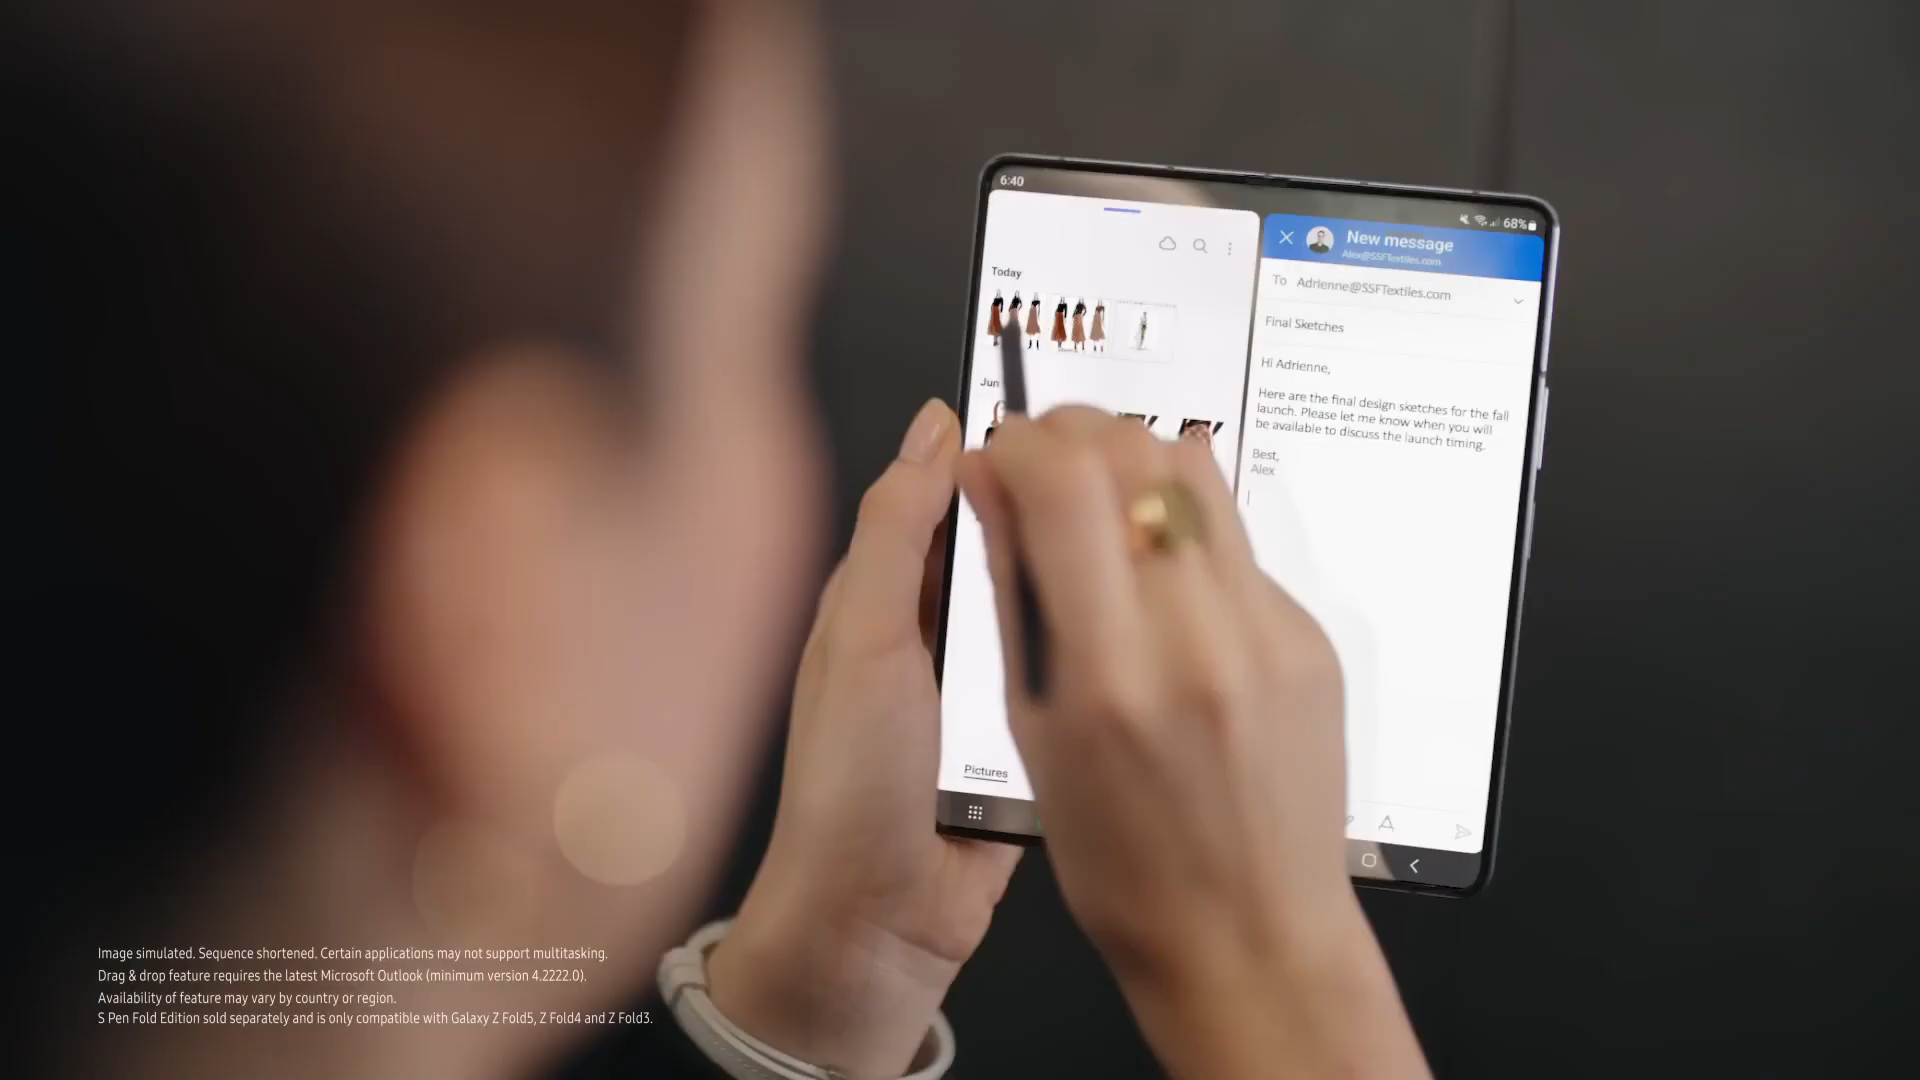 6:40
68%
Today
Jun
Pictures
New message
Alex@SSFTextiles.com
To Adrienne@SSFTextiles.com
Final Sketches
Hi Adrienne,
Here are the final design sketches for the fall
launch. Please let me know when you will
be available to discuss the launch timing.
Best,
Alex
Image simulated. Sequence shortened. Certain applications may not support multitasking.
Drag & drop feature requires the latest Microsoft Outlook (minimum version 4.2222.0).
Availability of feature may vary by country or region.
S Pen Fold Edition sold separately and is only compatible with Galaxy Z Fold5, Z Fold4 and Z Fold3.